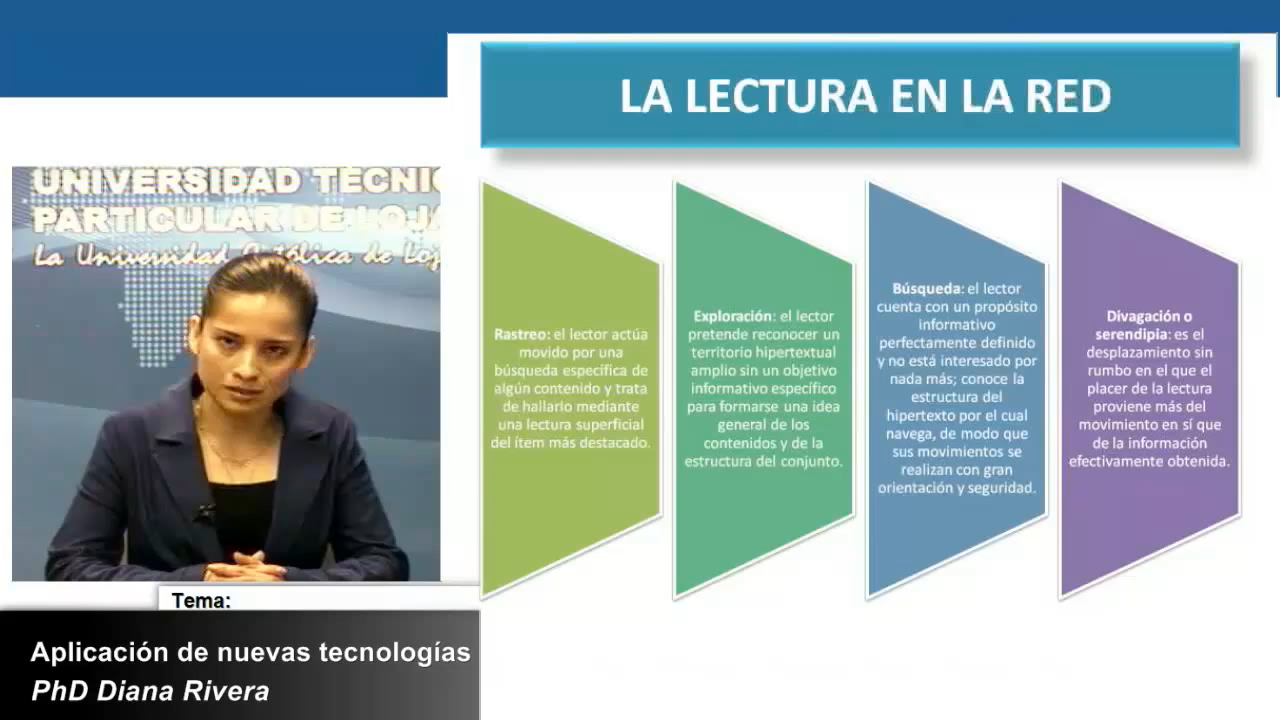 LA LECTURA EN LA RED
UNIVERSIDAD TÉCNIC
PARTICULAR DE LOJA
La Universidad Católica de Loj
Rastreo: el lector actúa
movido por una
búsqueda específica de
algún contenido y trata
de hallarlo mediante
una lectura superficial
del ítem más destacado.
Exploración: el lector
pretende reconocer un
territorio hipertextual
amplio sin un objetivo
informativo específico
para formarse una idea
general de los
contenidos y de la
estructura del conjunto.
Búsqueda: el lector
cuenta con un propósito
informativo
perfectamente definido
y no está interesado por
nada más; conoce la
estructura del
hipertexto por el cual
navega, de modo que
sus movimientos se
realizan con gran
orientación y seguridad.
Divagación o
serendipia: es el
desplazamiento sin
rumbo en el que el
placer de la lectura
proviene más del
movimiento en sí que
de la información
efectivamente obtenida.
Tema:
Aplicación de nuevas tecnologías
PhD Diana Rivera